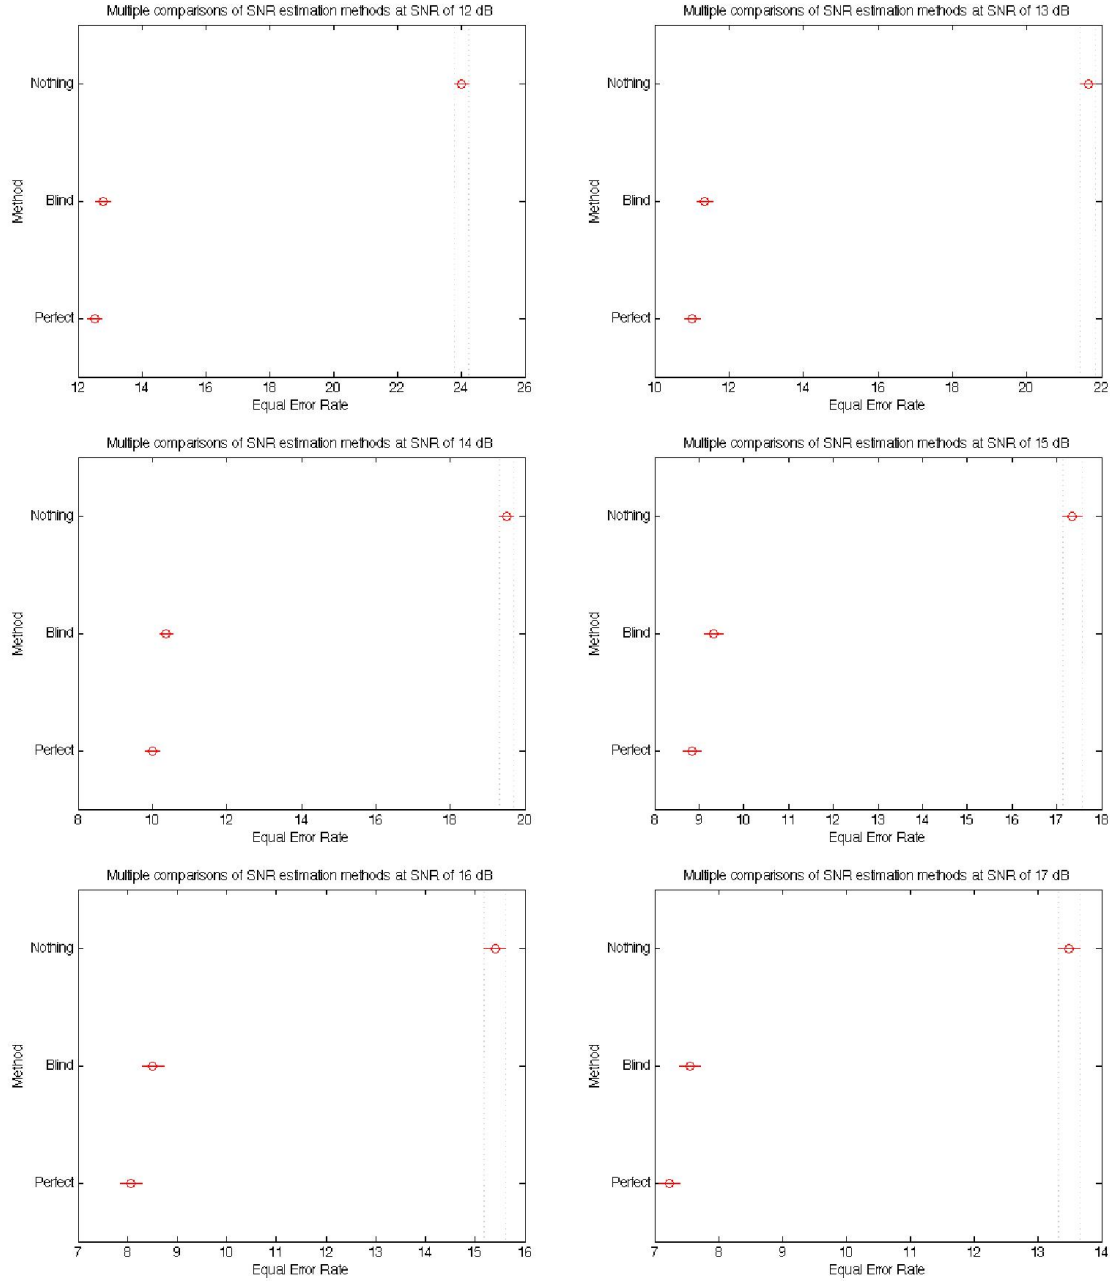 Multiple comparisons of SNR estimation methods at SNR of 12 dB
Nothing
Blind
Perfect
Method
12 14 16 18 20 22 24 26
Equal Error Rate
Multiple comparisons of SNR estimation methods at SNR of 13 dB
Nothing
Blind
Perfect
Method
10 12 14 16 18 20 22
Equal Error Rate
Multiple comparisons of SNR estimation methods at SNR of 14 dB
Nothing
Blind
Perfect
Method
8 10 12 14 16 18 20
Equal Error Rate
Multiple comparisons of SNR estimation methods at SNR of 15 dB
Nothing
Blind
Perfect
Method
8 9 10 11 12 13 14 15 16 17 18
Equal Error Rate
Multiple comparisons of SNR estimation methods at SNR of 16 dB
Nothing
Blind
Perfect
Method
7 8 9 10 11 12 13 14 15 16
Equal Error Rate
Multiple comparisons of SNR estimation methods at SNR of 17 dB
Nothing
Blind
Perfect
Method
7 8 9 10 11 12 13 14
Equal Error Rate